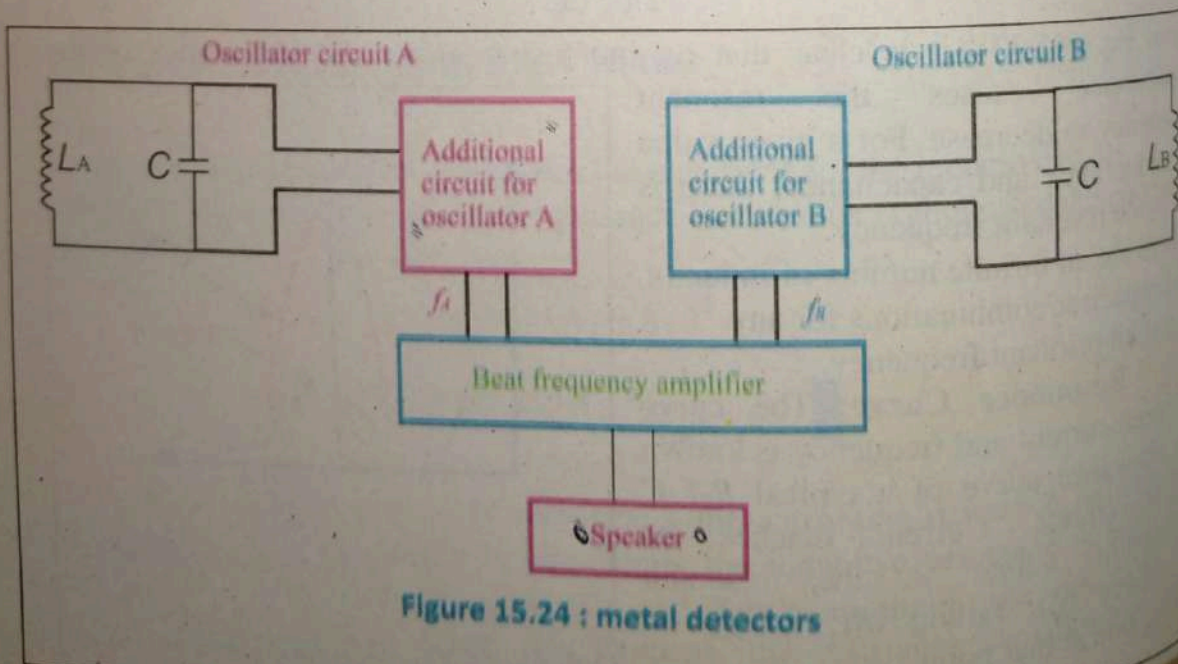 Oscillator circuit A
Oscillator circuit B
LA
C
Additional
circuit for
oscillator A
Additional
circuit for
oscillator B
C
LB
fA
fB
Beat frequency amplifier
Speaker
Figure 15.24 : metal detectors